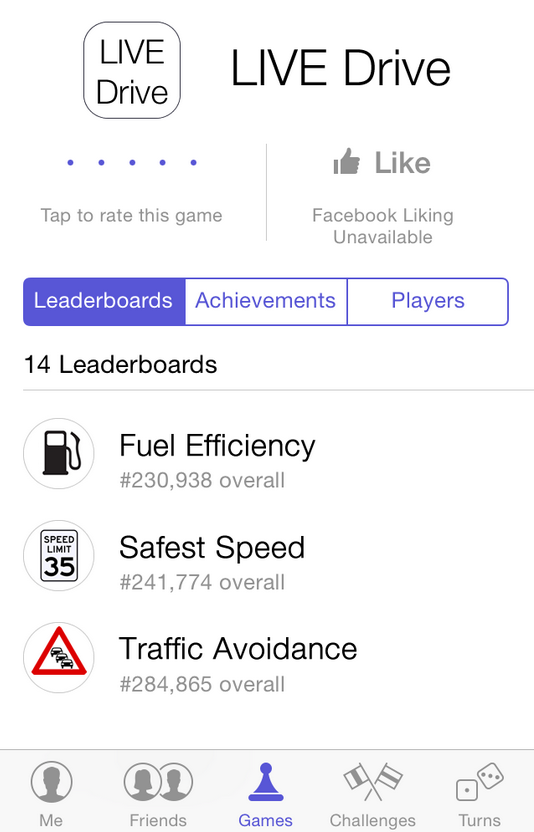 LIVE
Drive
LIVE Drive
Like
Tap to rate this game
Facebook Liking
Unavailable
Leaderboards
Achievements
Players
14 Leaderboards
Fuel Efficiency
#230,938 overall
SPEED
LIMIT
35
Safest Speed
#241,774 overall
Traffic Avoidance
#284,865 overall
Me
Friends
Games
Challenges
Turns